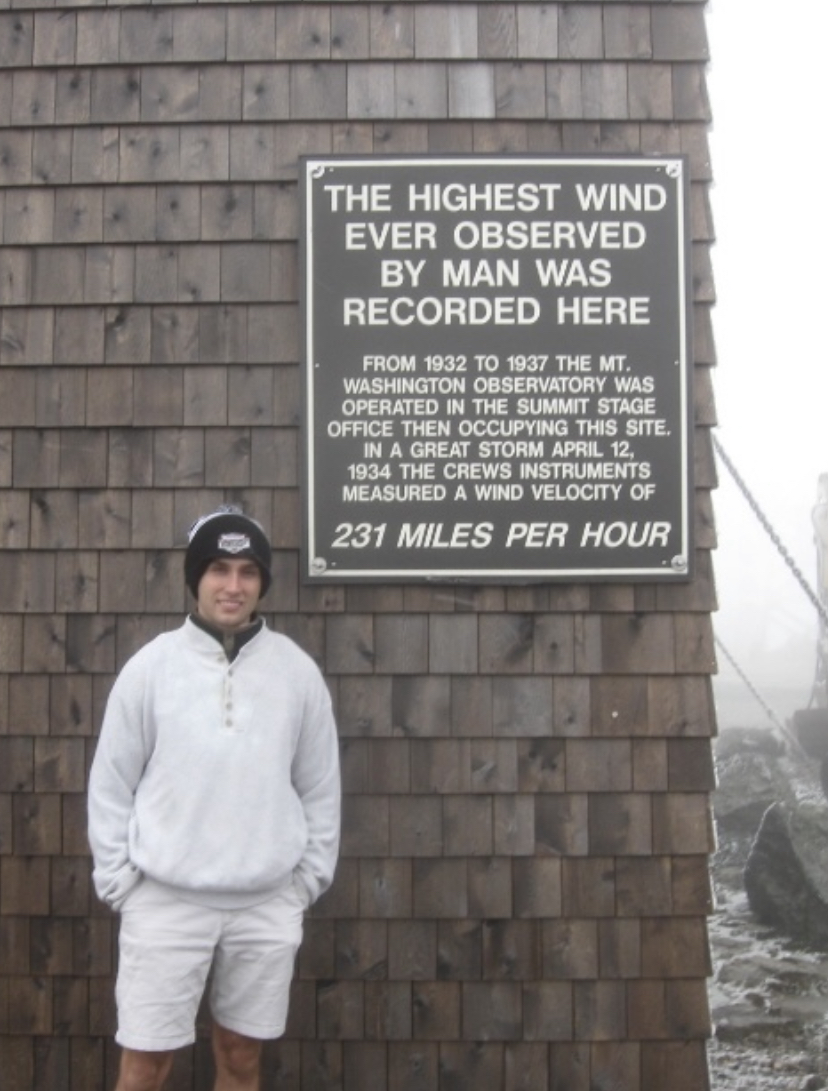 THE HIGHEST WIND
EVER OBSERVED
BY MAN WAS
RECORDED HERE
FROM 1932 TO 1937 THE MT.
WASHINGTON OBSERVATORY WAS
OPERATED IN THE SUMMIT STAGE
OFFICE THEN OCCUPYING THIS SITE.
IN A GREAT STORM APRIL 12,
1934 THE CREWS INSTRUMENTS
MEASURED A WIND VELOCITY OF
231 MILES PER HOUR